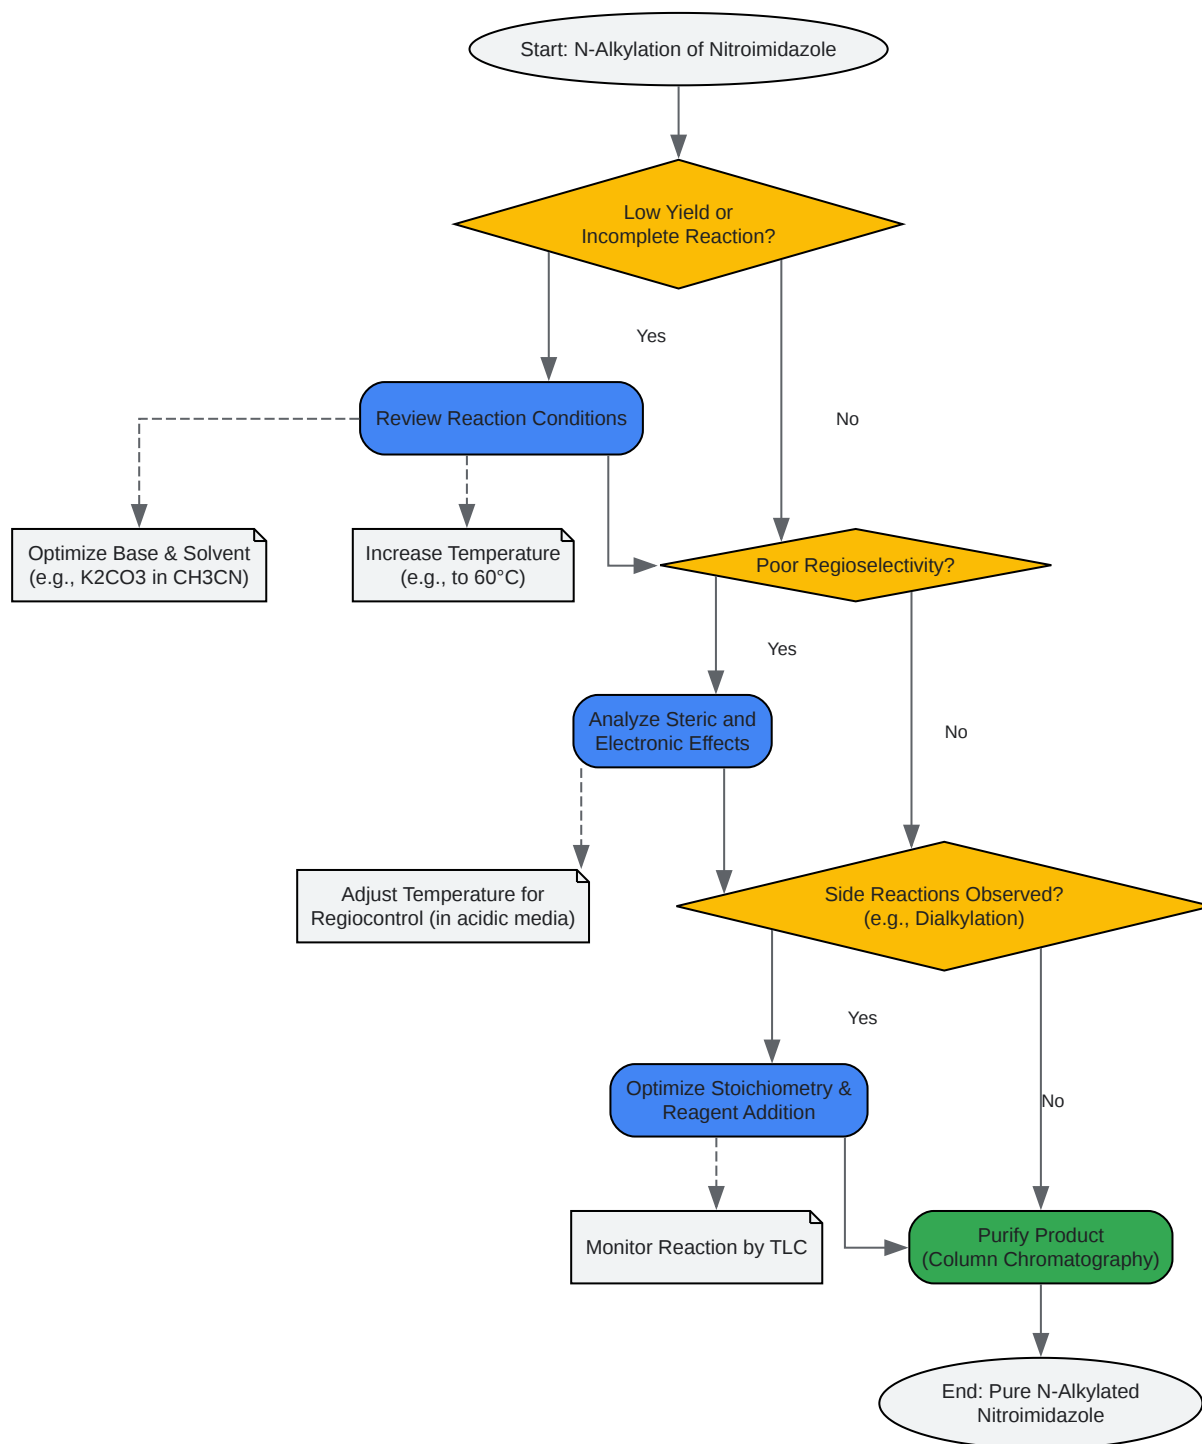 Start: N-Alkylation of Nitroimidazole
Low Yield or
Incomplete Reaction?
Yes
No
Review Reaction Conditions
Optimize Base & Solvent
(e.g., K2CO3 in CH3CN)
Increase Temperature
(e.g., to 60°C)
Poor Regioselectivity?
Yes
No
Analyze Steric and
Electronic Effects
Adjust Temperature for
Regiocontrol (in acidic media)
Side Reactions Observed?
(e.g., Dialkylation)
Yes
No
Optimize Stoichiometry &
Reagent Addition
Monitor Reaction by TLC
Purify Product
(Column Chromatography)
End: Pure N-Alkylated
Nitroimidazole